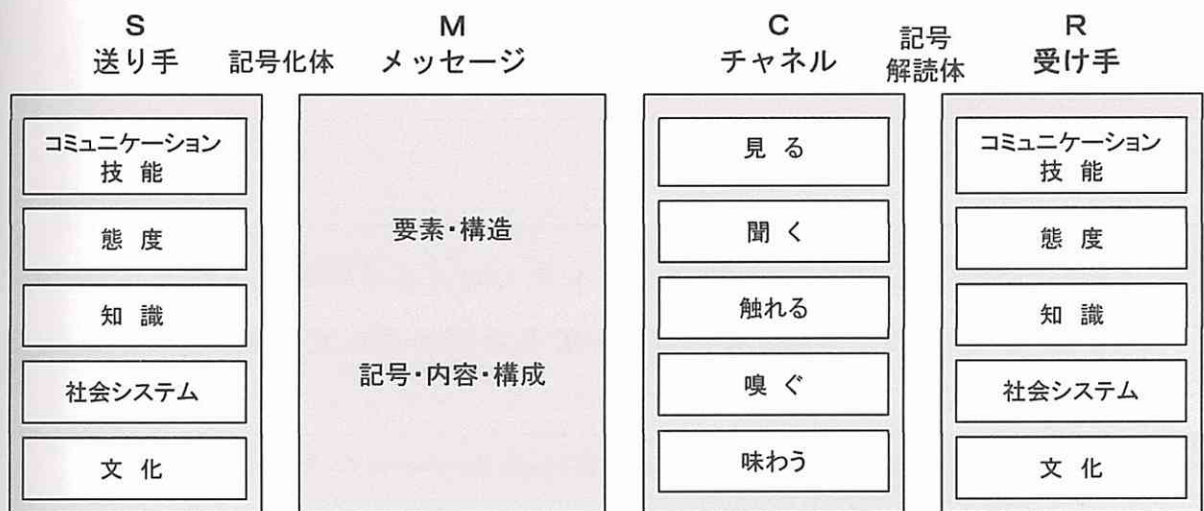 S
送り手
記号化体
M
メッセージ
C
チャネル
記号
解読体
R
受け手
コミュニケーション
技 能
態 度
知 識
社会システム
文 化
要素・構造
記号・内容・構成
見 る
聞 く
触れる
嗅 ぐ
味わう
コミュニケーション
技 能
態 度
知 識
社会システム
文 化